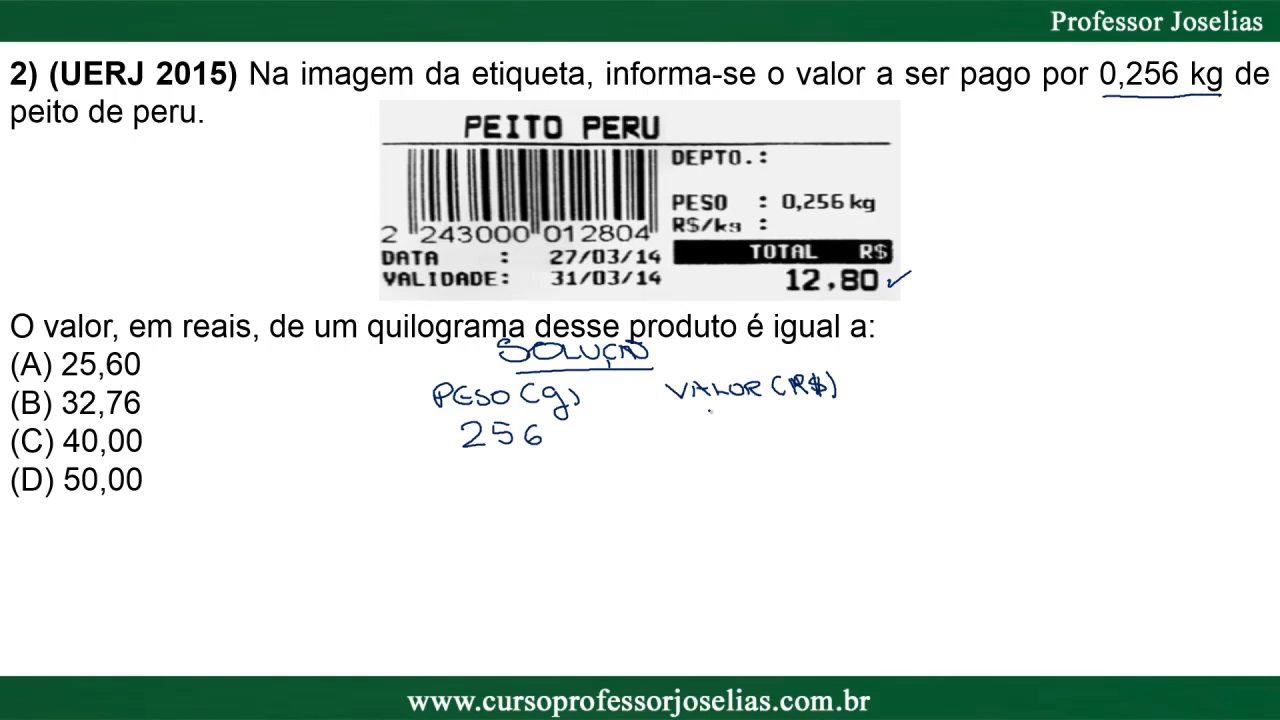 Professor Joselias
2) (UERJ 2015) Na imagem da etiqueta, informa-se o valor a ser pago por 0,256 kg de
peito de peru.
PEITO PERU
DEPTO.:
PESO : 0,256 kg
R$/kg :
2 243000 012804
TOTAL R$
DATA : 27/03/14
12,80
VALIDADE: 31/03/14
O valor, em reais, de um quilograma desse produto é igual a:
SOLUÇÃO
(A) 25,60
PESO (g) VALOR (R$)
(B) 32,76
256
(C) 40,00
(D) 50,00
www.cursoprofessorjoselias.com.br